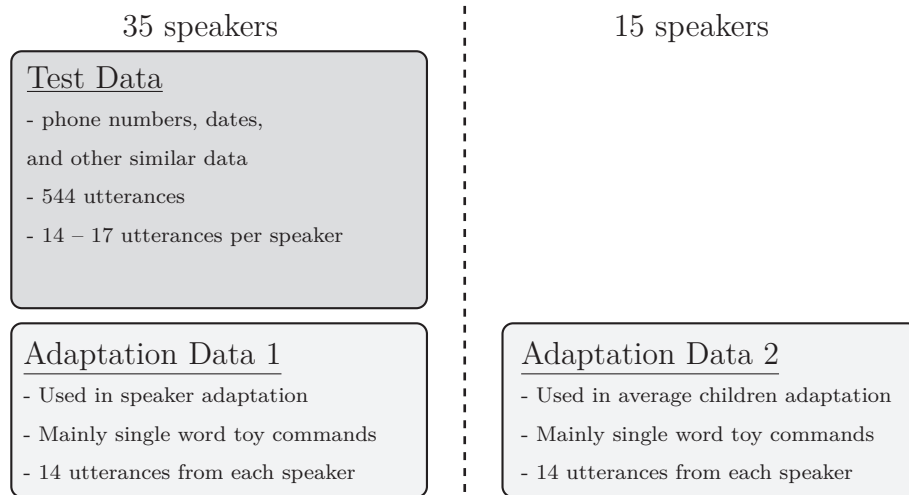 35 speakers
Test Data
- phone numbers, dates,
and other similar data
- 544 utterances
- 14 – 17 utterances per speaker
Adaptation Data 1
- Used in speaker adaptation
- Mainly single word toy commands
- 14 utterances from each speaker
15 speakers
Adaptation Data 2
- Used in average children adaptation
- Mainly single word toy commands
- 14 utterances from each speaker